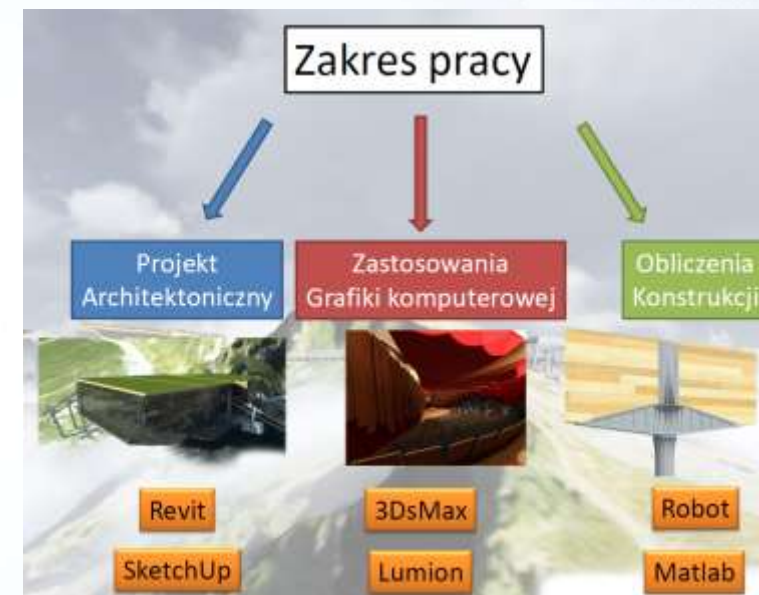 Zakres pracy
Projekt
Architektoniczny
Zastosowania
Grafiki komputerowej
Obliczenia
Konstrukcji
Revit
3DsMax
Robot
SketchUp
Lumion
Matlab